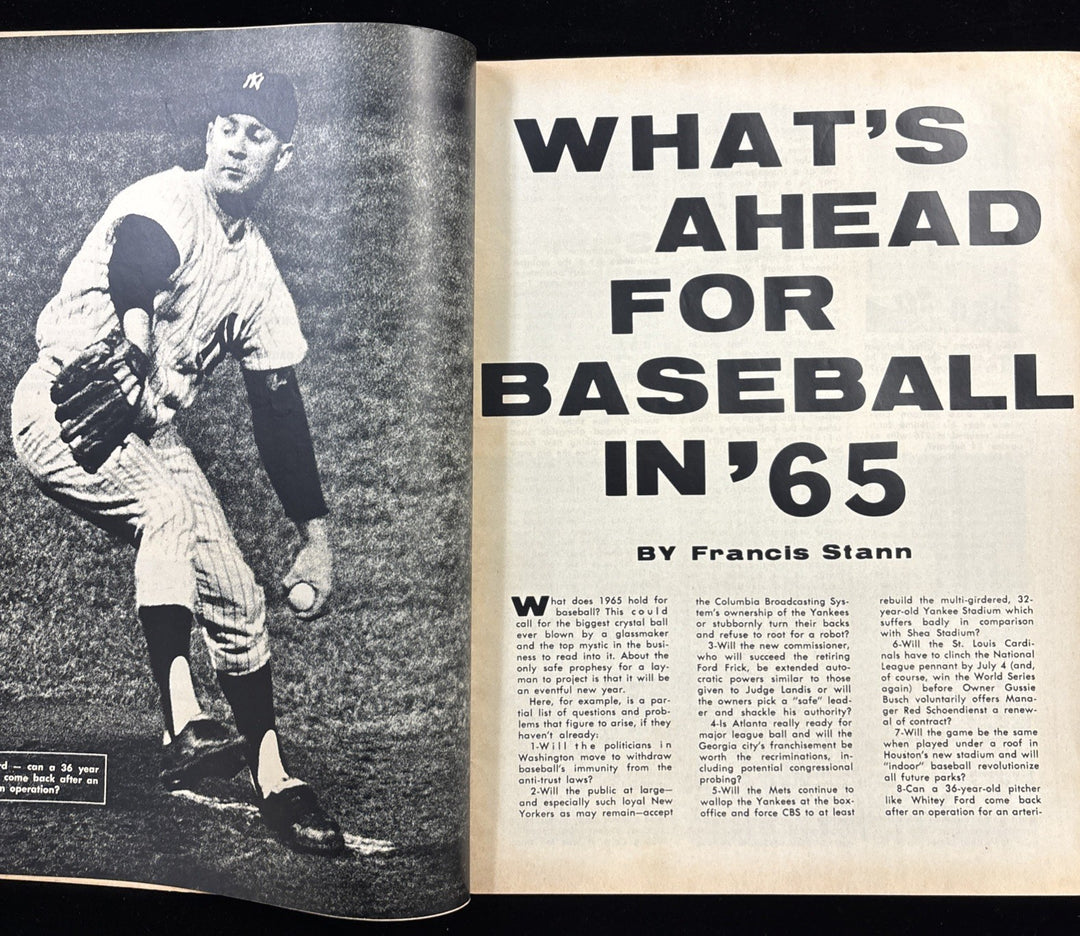 NY
rd — can a 36 year
come back after an
n operation?
WHAT'S
AHEAD
FOR
BASEBALL
IN '65
BY Francis Stann
What does 1965 hold for
baseball? This could
call for the biggest crystal ball
ever blown by a glassmaker
and the top mystic in the busi-
ness to read into it. About the
only safe prophesy for a lay-
man to project is that it will be
an eventful new year.
Here, for example, is a par-
tial list of questions and prob-
lems that figure to arise, if they
haven't already:
1-Will the politicians in
Washington move to withdraw
baseball's immunity from the
anti-trust laws?
2-Will the public at large—
and especially such loyal New
Yorkers as may remain—accept
the Columbia Broadcasting Sys-
tem's ownership of the Yankees
or stubbornly turn their backs
and refuse to root for a robot?
3-Will the new commissioner,
who will succeed the retiring
Ford Frick, be extended auto-
cratic powers similar to those
given to Judge Landis or will
the owners pick a "safe" lead-
er and shackle his authority?
4-Is Atlanta really ready for
major league ball and will the
Georgia city's franchisement be
worth the recriminations, in-
cluding potential congressional
probing?
5-Will the Mets continue to
wallop the Yankees at the box-
office and force CBS to at least
rebuild the multi-girdered, 32-
year-old Yankee Stadium which
suffers badly in comparison
with Shea Stadium?
6-Will the St. Louis Cardi-
nals have to clinch the National
League pennant by July 4 (and,
of course, win the World Series
again) before Owner Gussie
Busch voluntarily offers Mana-
ger Red Schoendienst a renew-
al of contract?
7-Will the game be the same
when played under a roof in
Houston's new stadium and will
"indoor" baseball revolutionize
all future parks?
8-Can a 36-year-old pitcher
like Whitey Ford come back
after an operation for an arteri-